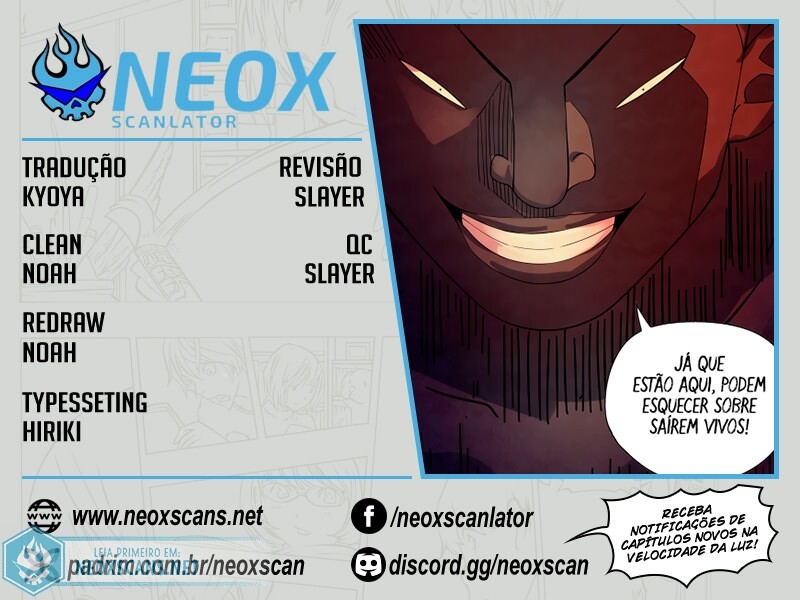 NEOX
SCANLATOR
TRADUÇÃO
KYOYA
REVISÃO
SLAYER
CLEAN
NOAH
QC
SLAYER
REDRAW
NOAH
TYPESSETING
HIRIKI
JÁ QUE
ESTÃO AQUI, PODEM
ESQUECER SOBRE
SAÍREM VIVOS!
www.neoxscans.net
/neoxscanlator
padrim.com.br/neoxscan
discord.gg/neoxscan
RECEBA
NOTIFICAÇÕES DE
CAPÍTULOS NOVOS NA
VELOCIDADE DA LUZ!
LEIA PRIMEIRO EM:
NEOXSCANS.NET